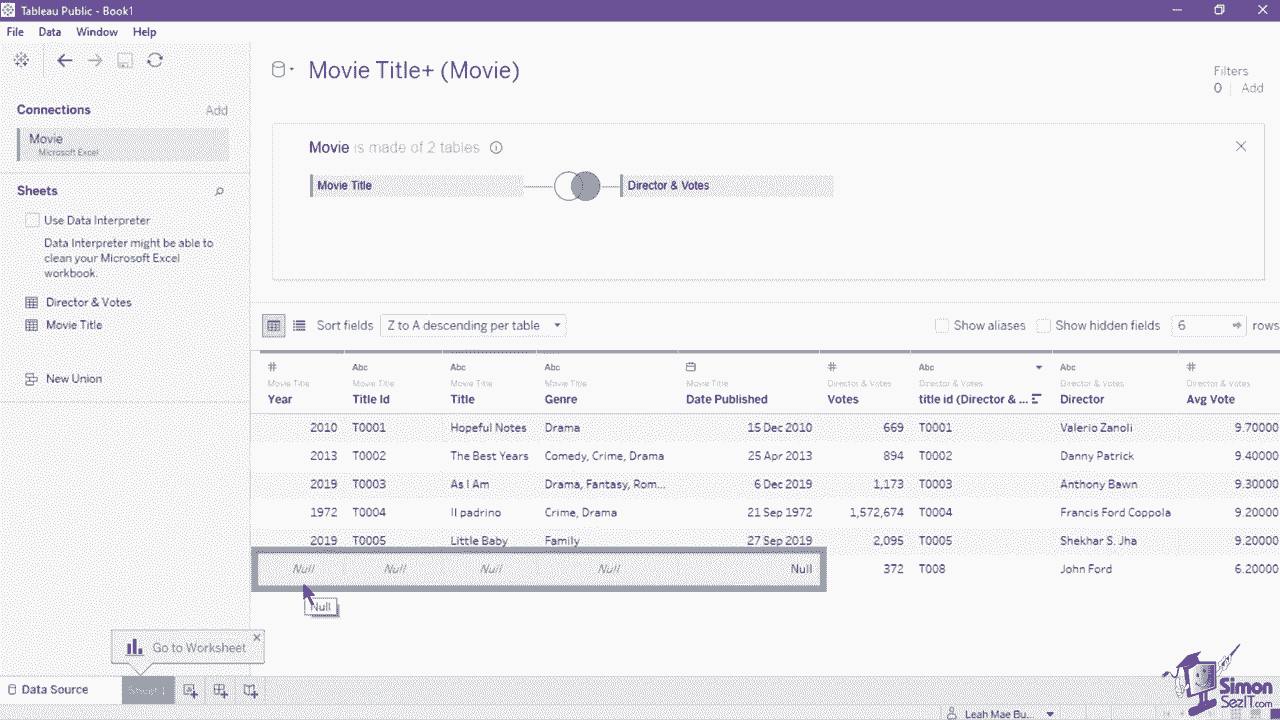 Tableau Public - Book1
File Data Window Help
Connections Add
Movie
Microsoft Excel
Sheets
Use Data Interpreter
Data Interpreter might be able to
clean your Microsoft Excel
workbook.
Director & Votes
Movie Title
New Union
Movie Title+ (Movie)
Filters
0 Add
Movie is made of 2 tables
Movie Title Director & Votes
Sort fields Z to A descending per table Show aliases Show hidden fields 6 rows
# Abc Abc Abc # Abc Abc #
Movie Title Movie Title Movie Title Movie Title Movie Title Director & Votes Director & Votes Director & Votes Director & Votes
Year Title Id Title Genre Date Published Votes title id (Director & ... Director Avg Vote
2010 T0001 Hopeful Notes Drama 15 Dec 2010 669 T0001 Valerio Zanoli 9.70000
2013 T0002 The Best Years Comedy, Crime, Drama 25 Apr 2013 894 T0002 Danny Patrick 9.40000
2019 T0003 As I Am Drama, Fantasy, Rom... 6 Dec 2019 1,173 T0003 Anthony Bawn 9.30000
1972 T0004 Il padrino Crime, Drama 21 Sep 1972 1,572,674 T0004 Francis Ford Coppola 9.20000
2019 T0005 Little Baby Family 27 Sep 2019 2,095 T0005 Shekhar S. Jha 9.20000
Null Null Null Null Null 372 T008 John Ford 6.20000
Null
Go to Worksheet
Data Source Sheet 1
Leah Mae Bu...
Simon
SezIT.com